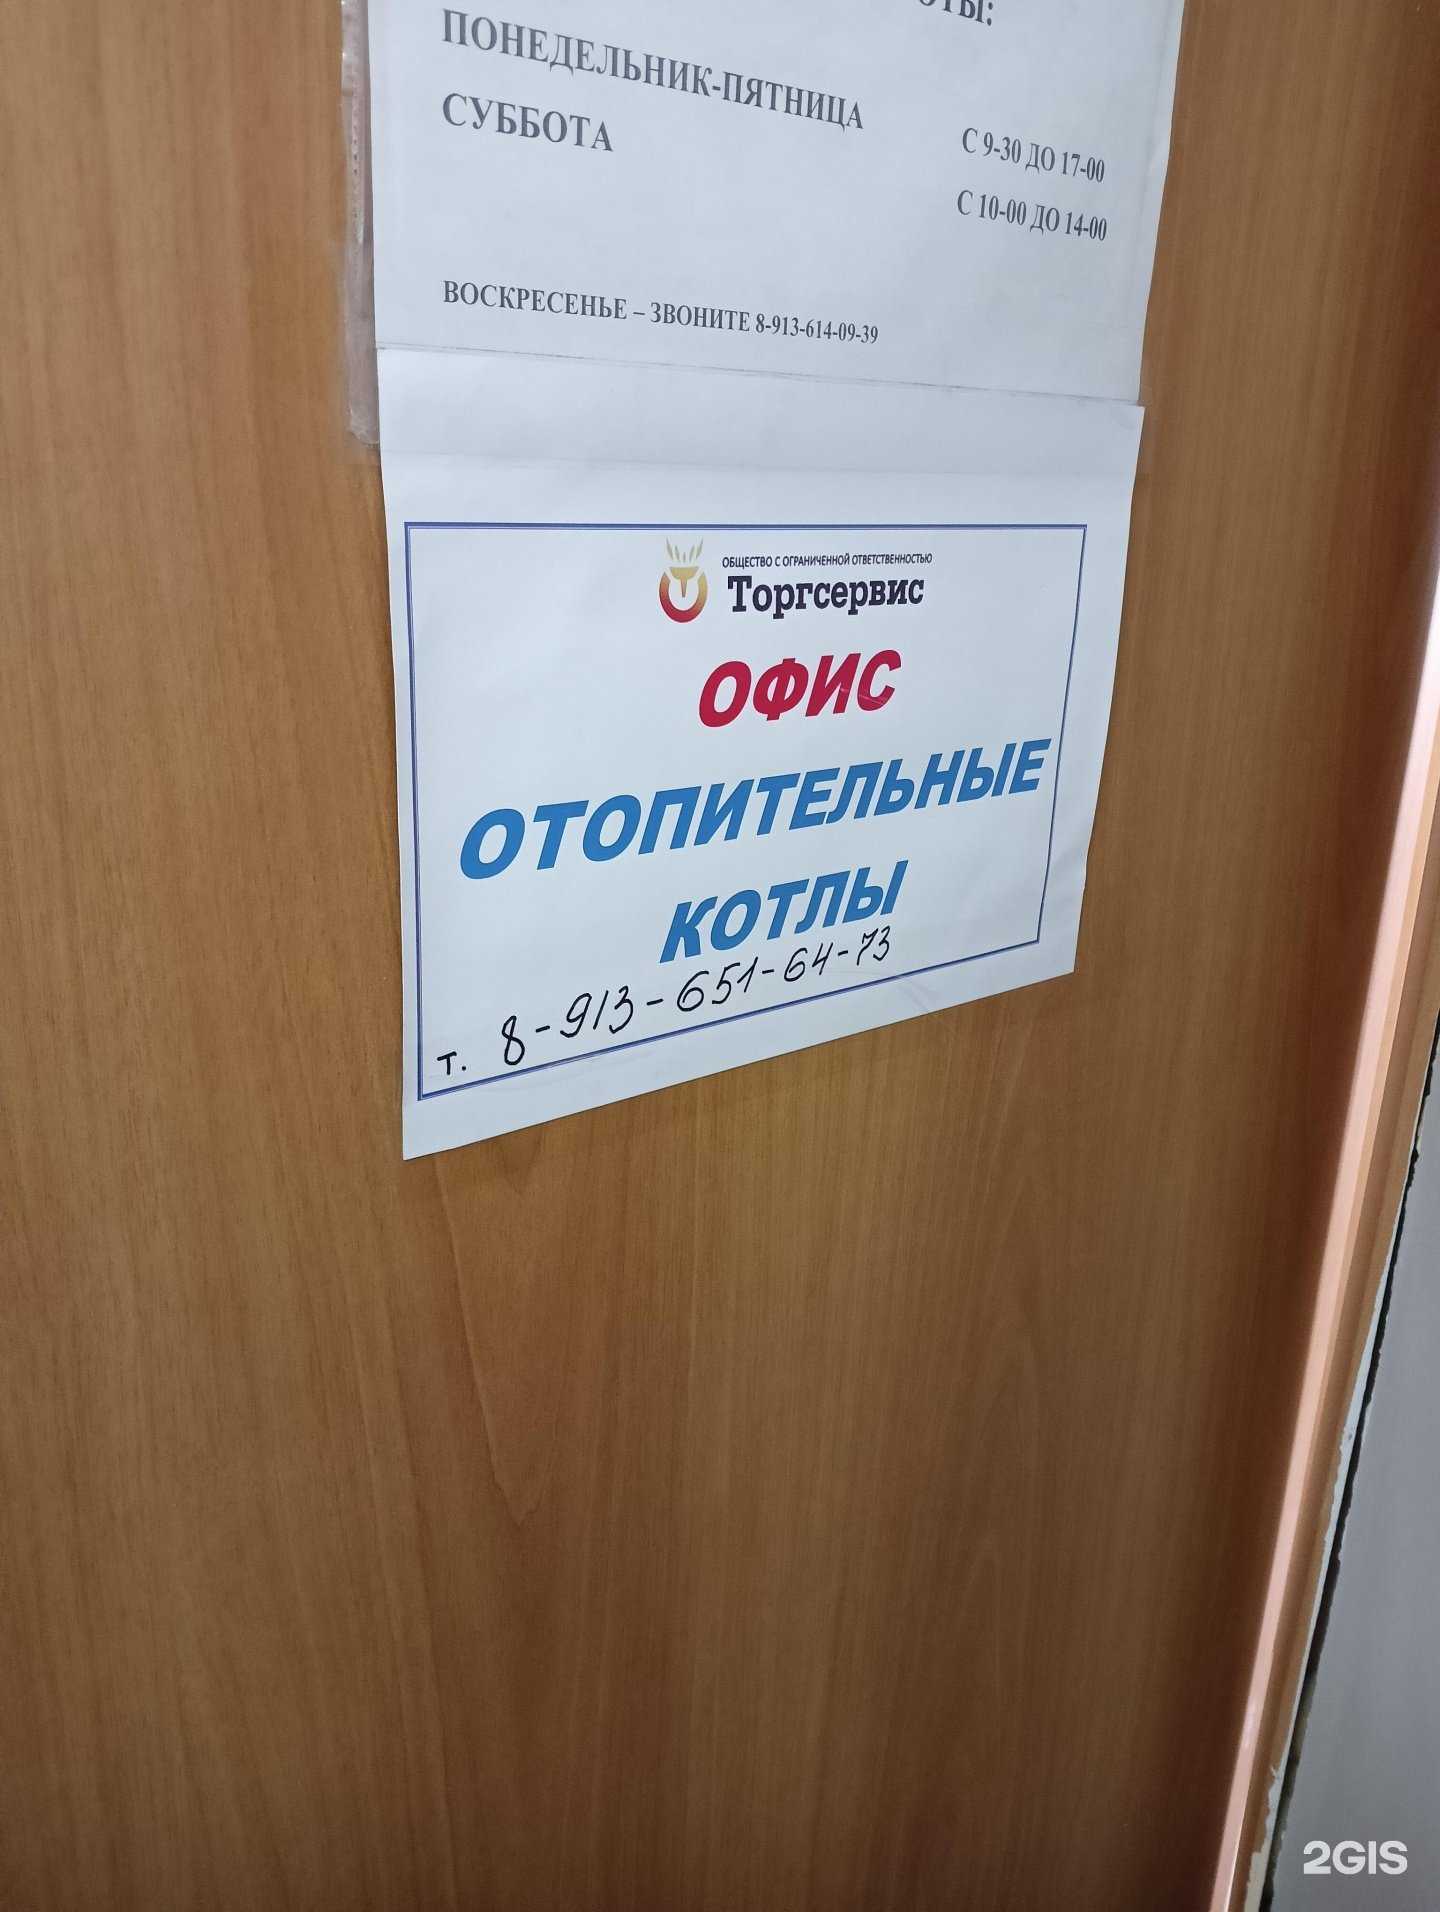 ПОНЕДЕЛЬНИК-ПЯТНИЦА С 9-30 ДО 17-00
СУББОТА С 10-00 ДО 14-00
ВОСКРЕСЕНЬЕ – ЗВОНИТЕ 8-913-614-09-39
ОБЩЕСТВО С ОГРАНИЧЕННОЙ ОТВЕТСТВЕННОСТЬЮ
Торгсервис
ОФИС
ОТОПИТЕЛЬНЫЕ
КОТЛЫ
т. 8-913-651-64-73
2GIS